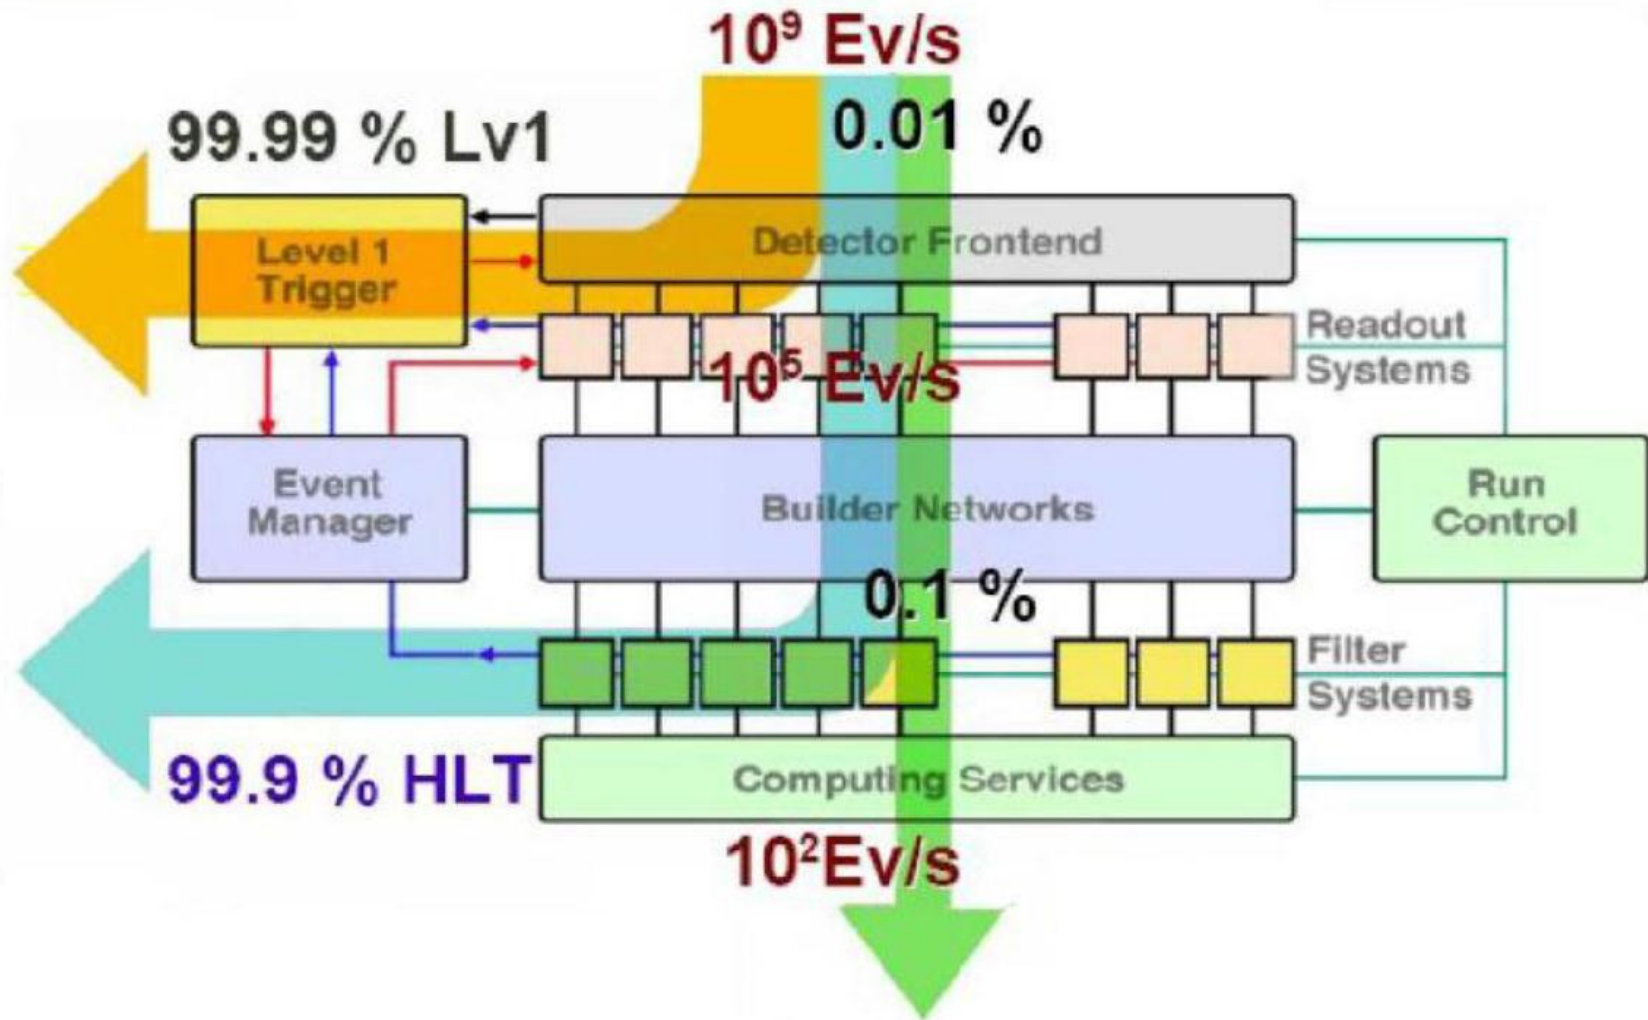 10⁹ Ev/s
99.99 % Lv1
0.01 %
Level 1
Trigger
Detector Frontend
Readout
Systems
10⁵ Ev/s
Event
Manager
Builder Networks
Run
Control
0.1 %
Filter
Systems
99.9 % HLT
Computing Services
10²Ev/s